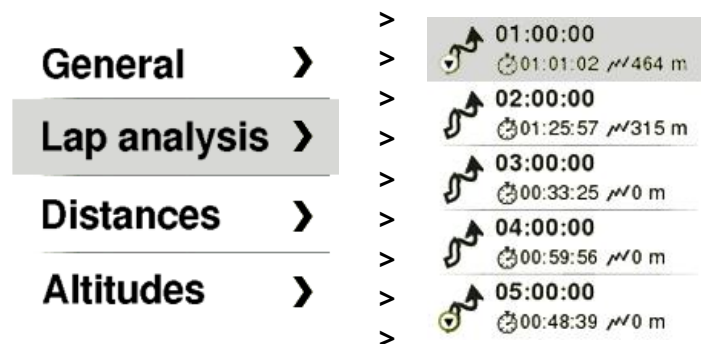 General ❯
Lap analysis ❯
Distances ❯
Altitudes ❯
>
>
>
>
>
>
>
>
>
01:00:00
01:01:02 464 m
02:00:00
01:25:57 315 m
03:00:00
00:33:25 0 m
04:00:00
00:59:56 0 m
05:00:00
00:48:39 0 m